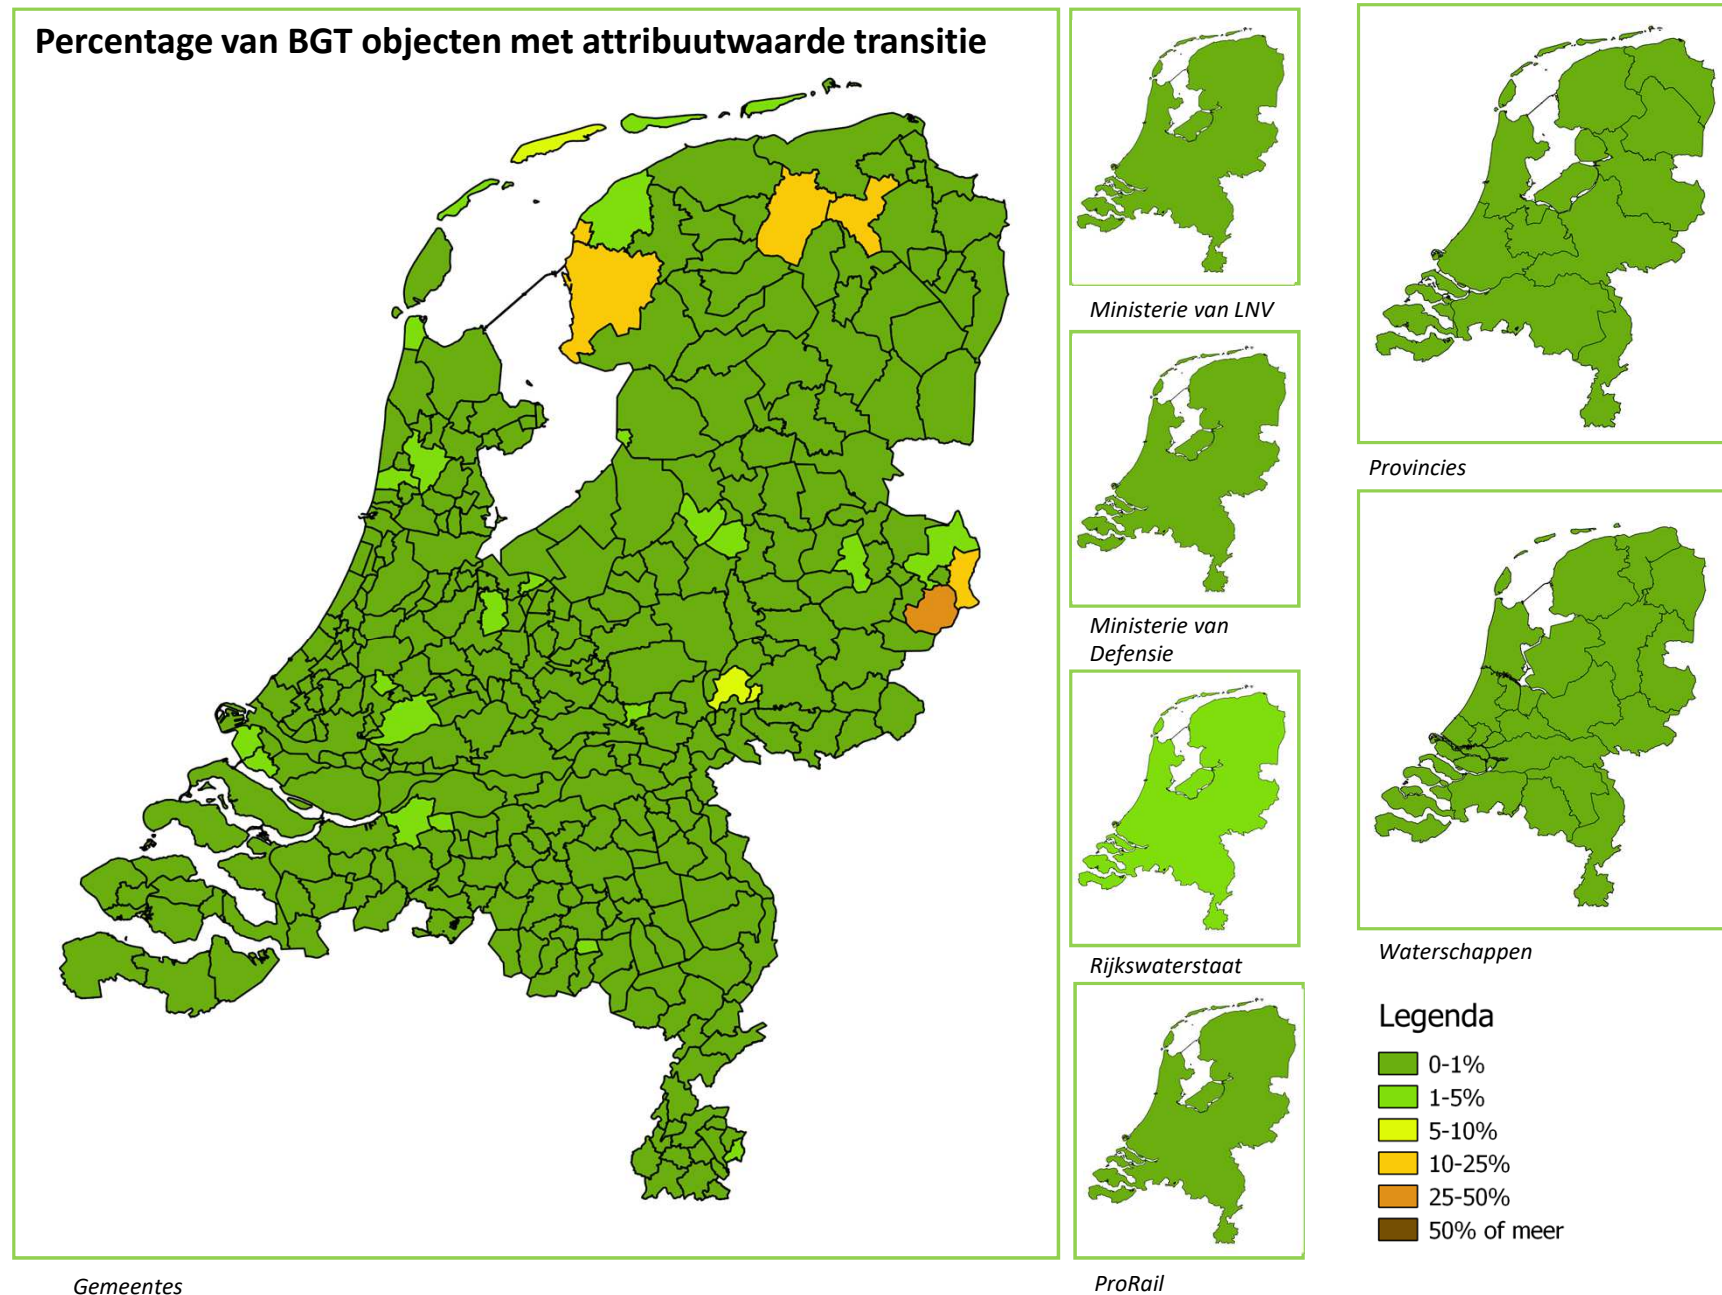 Percentage van BGT objecten met attribuutwaarde transitie
Gemeentes
Ministerie van LNV
Ministerie van
Defensie
Rijkswaterstaat
ProRail
Provincies
Waterschappen
Legenda
0-1%
1-5%
5-10%
10-25%
25-50%
50% of meer